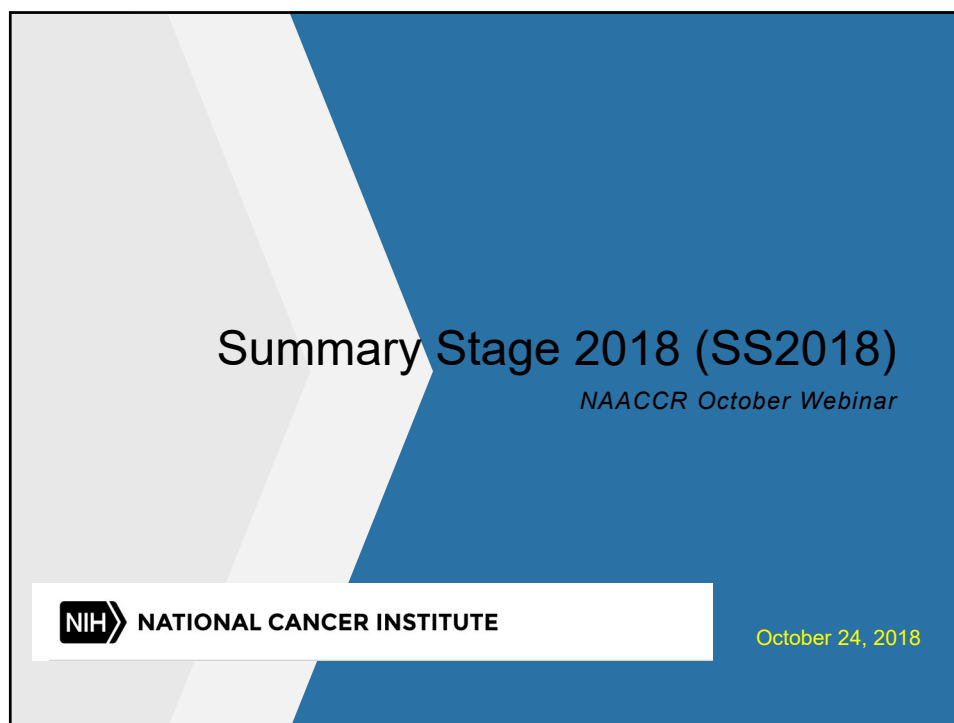 Summary Stage 2018 (SS2018)
NAACCR October Webinar
NIH NATIONAL CANCER INSTITUTE
October 24, 2018